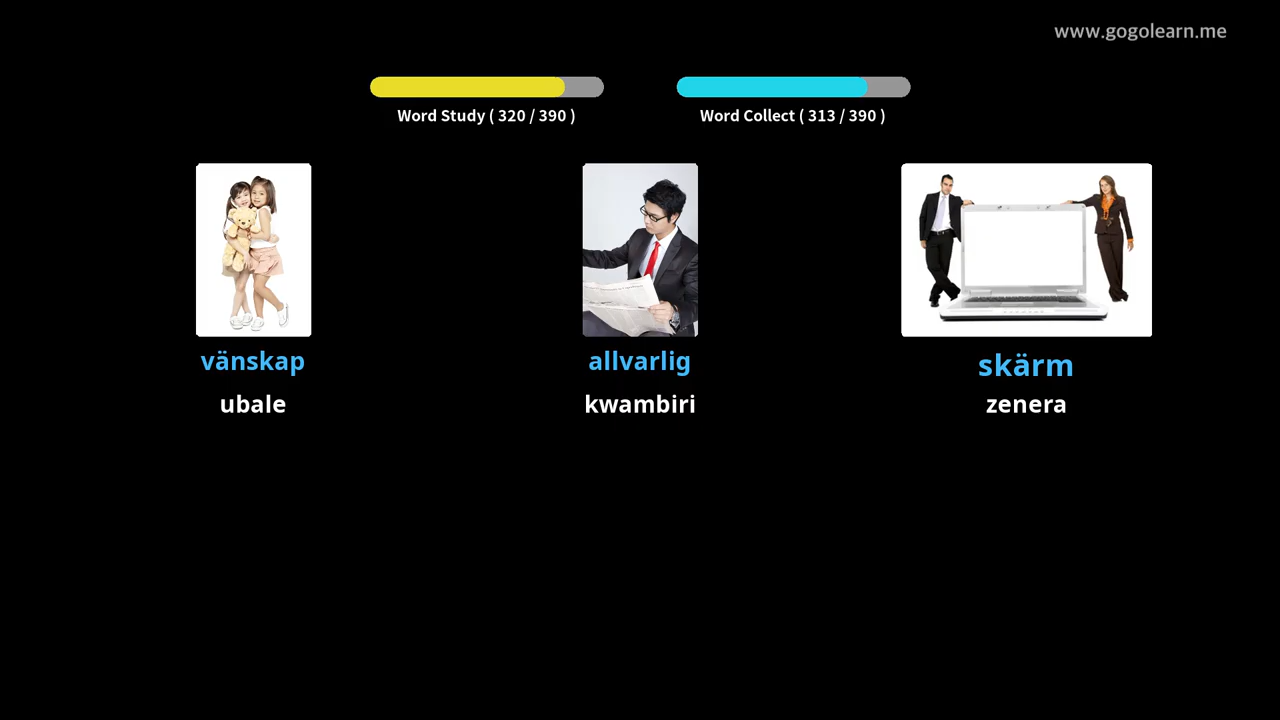 www.gogolearn.me
Word Study ( 320 / 390 )
Word Collect ( 313 / 390 )
vänskap
ubale
allvarlig
kwambiri
skärm
zenera